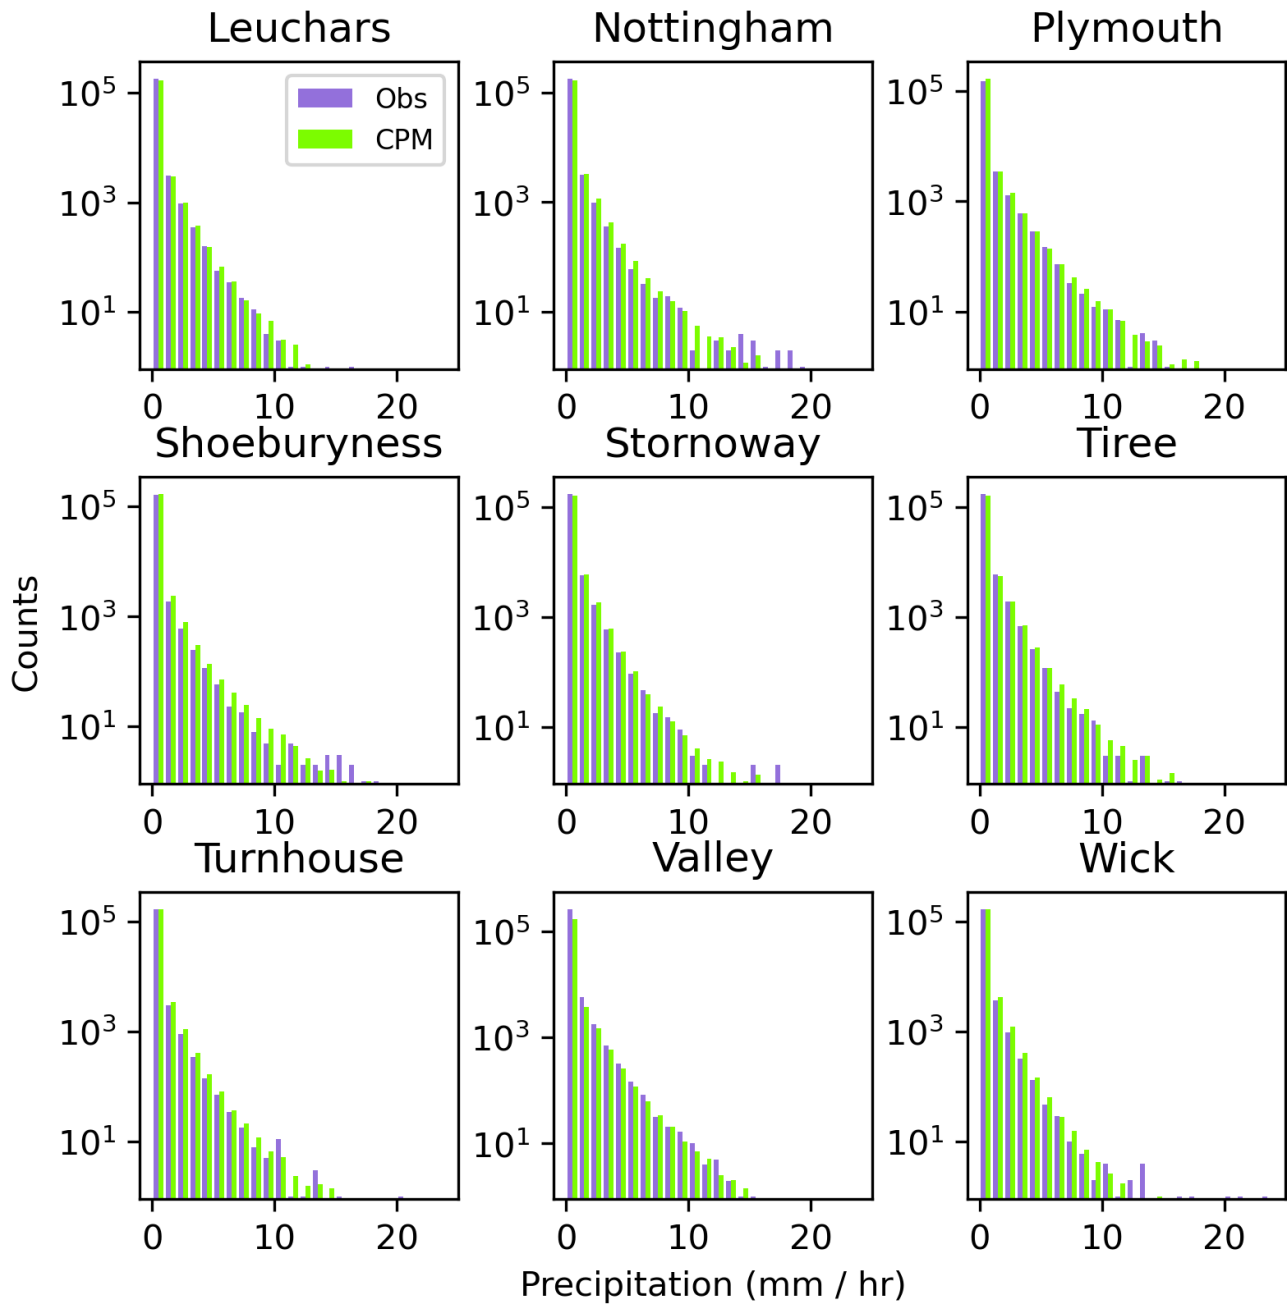 Leuchars Nottingham Plymouth
Obs
CPM
10⁵ 10⁵ 10⁵
10³ 10³ 10³
10¹ 10¹ 10¹
0 10 20 0 10 20 0 10 20
Shoeburyness Stornoway Tiree
10⁵ 10⁵ 10⁵
10³ 10³ 10³
10¹ 10¹ 10¹
Counts
0 10 20 0 10 20 0 10 20
Turnhouse Valley Wick
10⁵ 10⁵ 10⁵
10³ 10³ 10³
10¹ 10¹ 10¹
0 10 20 0 10 20 0 10 20
Precipitation (mm / hr)